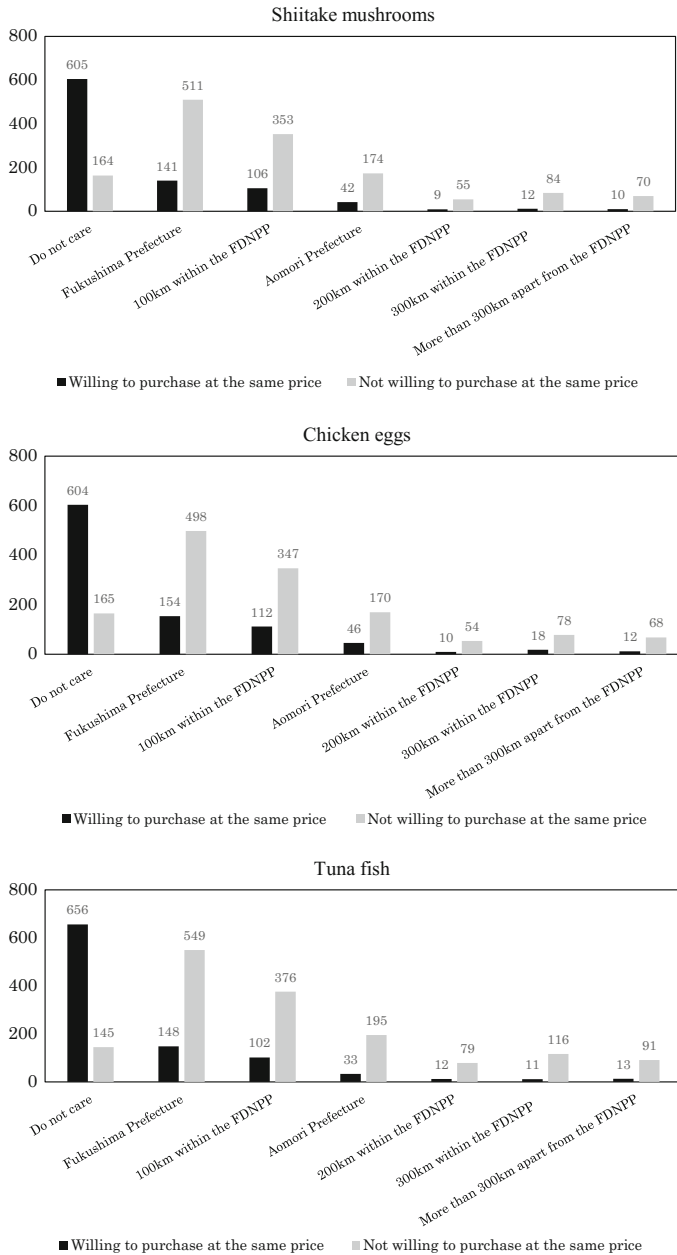 Shiitake mushrooms
800
600
400
200
0
605
164
141
511
106
353
42
174
9
55
12
84
10
70
Do not care
Fukushima Prefecture
100km within the FDNPP
Aomori Prefecture
200km within the FDNPP
300km within the FDNPP
More than 300km apart from the FDNPP
Willing to purchase at the same price Not willing to purchase at the same price
Chicken eggs
800
600
400
200
0
604
165
154
498
112
347
46
170
10
54
18
78
12
68
Do not care
Fukushima Prefecture
100km within the FDNPP
Aomori Prefecture
200km within the FDNPP
300km within the FDNPP
More than 300km apart from the FDNPP
Willing to purchase at the same price Not willing to purchase at the same price
Tuna fish
800
600
400
200
0
656
145
148
549
102
376
33
195
12
79
11
116
13
91
Do not care
Fukushima Prefecture
100km within the FDNPP
Aomori Prefecture
200km within the FDNPP
300km within the FDNPP
More than 300km apart from the FDNPP
Willing to purchase at the same price Not willing to purchase at the same price